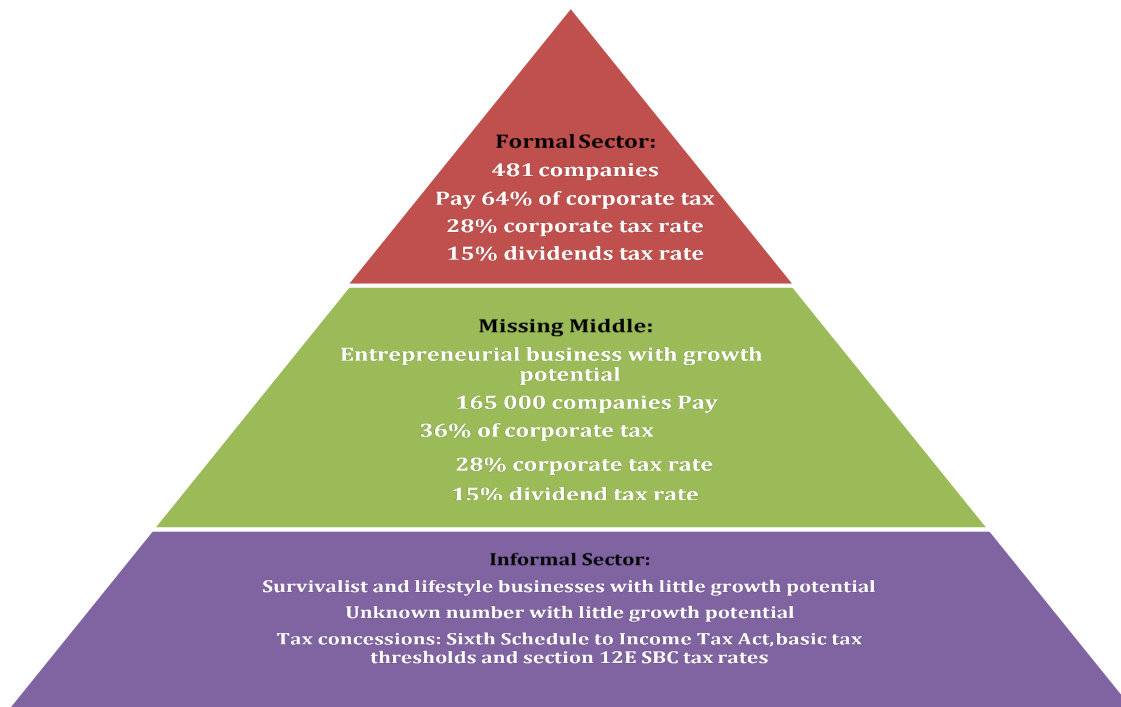 Formal Sector:
481 companies
Pay 64% of corporate tax
28% corporate tax rate
15% dividends tax rate
Missing Middle:
Entrepreneurial business with growth
potential
165 000 companies Pay
36% of corporate tax
28% corporate tax rate
15% dividend tax rate
Informal Sector:
Survivalist and lifestyle businesses with little growth potential
Unknown number with little growth potential
Tax concessions: Sixth Schedule to Income Tax Act,basic tax
thresholds and section 12E SBC tax rates